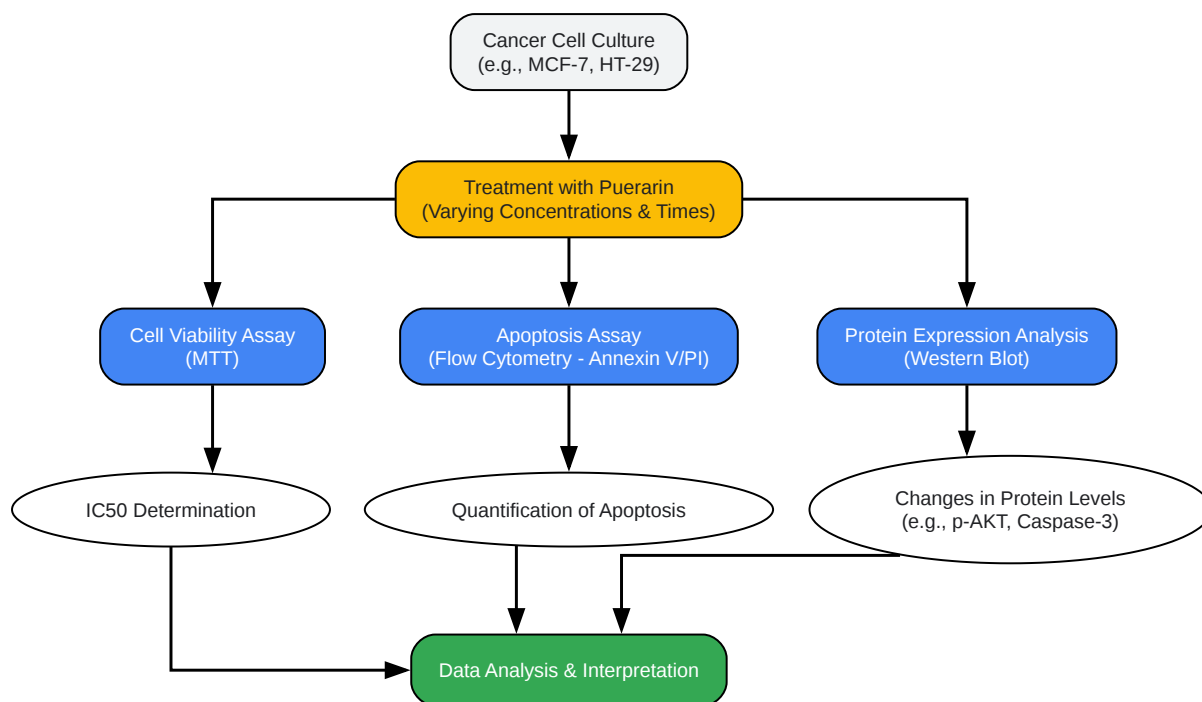 Cancer Cell Culture
(e.g., MCF-7, HT-29)
Treatment with Puerarin
(Varying Concentrations & Times)
Cell Viability Assay
(MTT)
Apoptosis Assay
(Flow Cytometry - Annexin V/PI)
Protein Expression Analysis
(Western Blot)
IC50 Determination
Quantification of Apoptosis
Changes in Protein Levels
(e.g., p-AKT, Caspase-3)
Data Analysis & Interpretation